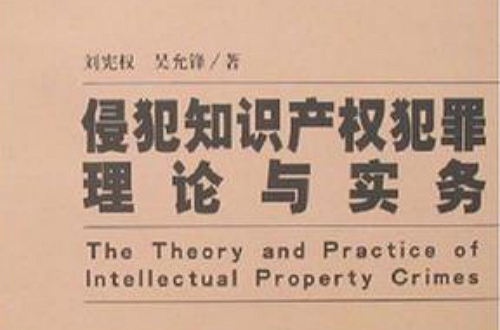 刘宪权 吴允锋/著
侵犯知识产权犯罪
理论与实务
The Theory and Practice of
Intellectual Property Crimes